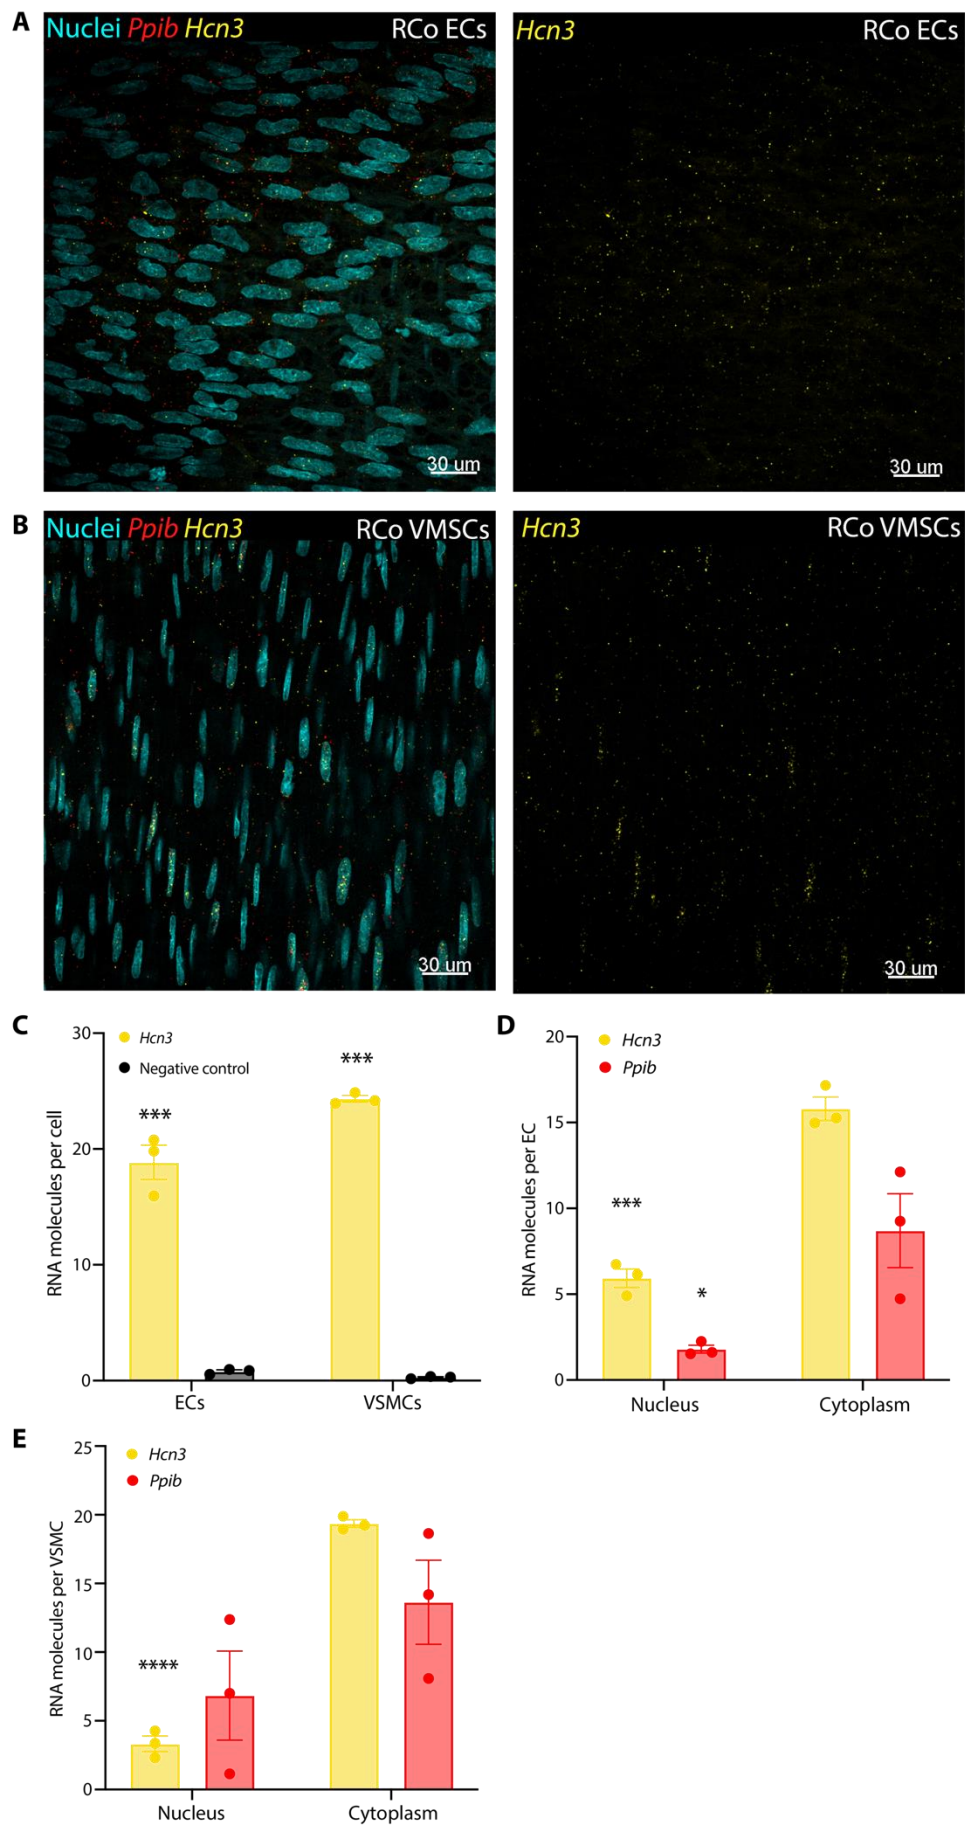 A
Nuclei Ppib Hcn3 RCo ECs
Hcn3 RCo ECs
30 um
30 um
B
Nuclei Ppib Hcn3 RCo VMSCs
Hcn3 RCo VMSCs
30 um
30 um
C
30
20
10
0
RNA molecules per cell
Hcn3
Negative control
***
***
ECs
VSMCs
D
20
15
10
5
0
RNA molecules per EC
Hcn3
Ppib
***
*
Nucleus
Cytoplasm
E
25
20
15
10
5
0
RNA molecules per VSMC
Hcn3
Ppib
****
Nucleus
Cytoplasm